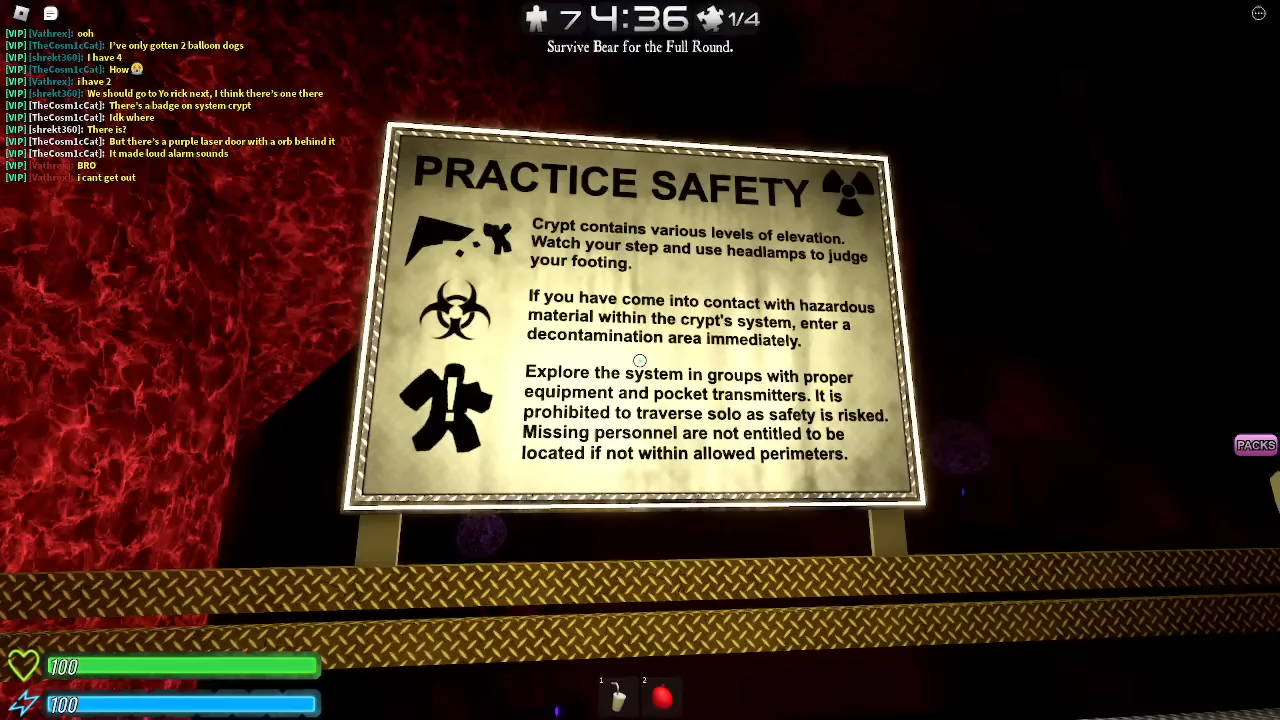 7 4:36 1/4
Survive Bear for the Full Round.
[VIP] [Vathrex]: ooh
[VIP] [TheCosm1cCat]: I've only gotten 2 balloon dogs
[VIP] [shrekt360]: I have 4
[VIP] [TheCosm1cCat]: How 😭
[VIP] [Vathrex]: i have 2
[VIP] [shrekt360]: We should go to Yo rick next, I think there's one there
[VIP] [TheCosm1cCat]: There's a badge on system crypt
[VIP] [TheCosm1cCat]: Idk where
[VIP] [shrekt360]: There is?
[VIP] [TheCosm1cCat]: But there's a purple laser door with a orb behind it
[VIP] [TheCosm1cCat]: It made loud alarm sounds
[VIP] [Vathrex]: BRO
[VIP] [Vathrex]: i cant get out
PRACTICE SAFETY
Crypt contains various levels of elevation.
Watch your step and use headlamps to judge
your footing.
If you have come into contact with hazardous
material within the crypt's system, enter a
decontamination area immediately.
Explore the system in groups with proper
equipment and pocket transmitters. It is
prohibited to traverse solo as safety is risked.
Missing personnel are not entitled to be
located if not within allowed perimeters.
PACKS
100
100
1 2